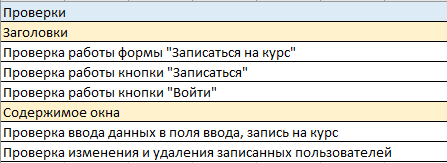 Проверки
Заголовки
Проверка работы формы "Записаться на курс"
Проверка работы кнопки "Записаться"
Проверка работы кнопки "Войти"
Содержимое окна
Проверка ввода данных в поля ввода, запись на курс
Проверка изменения и удаления записанных пользователей